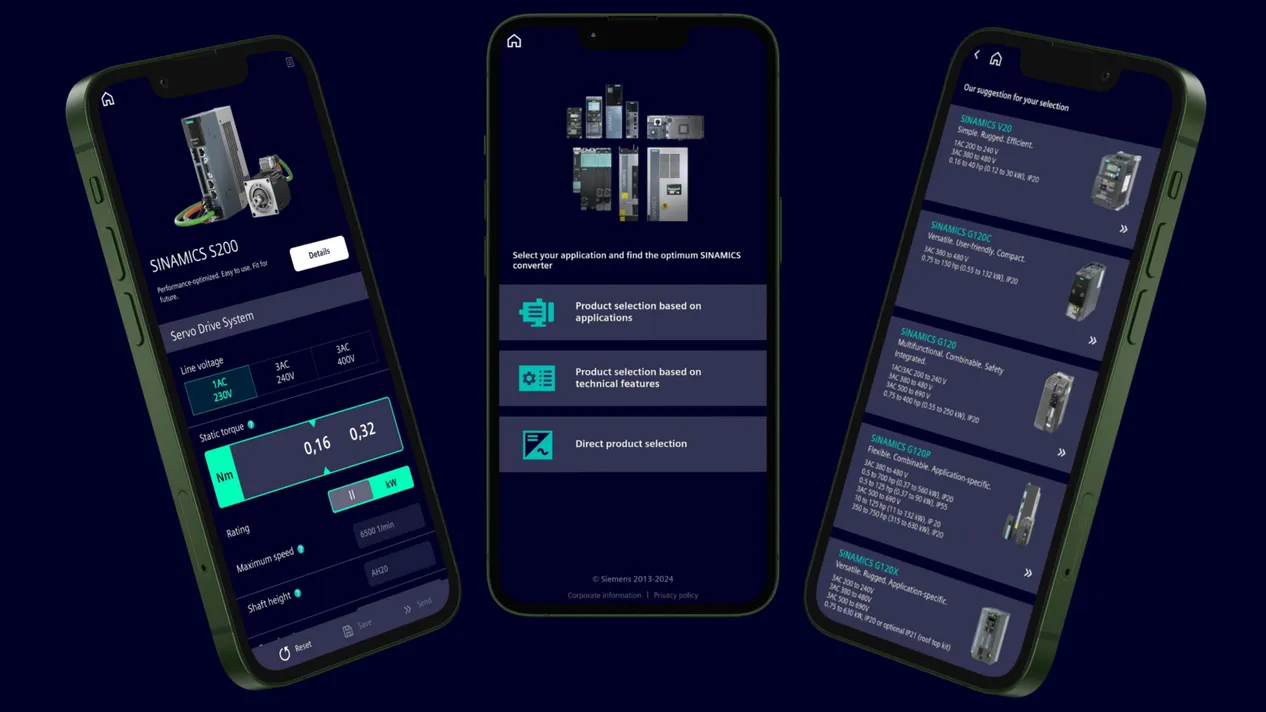 SINAMICS S200
Details
Performance-optimized. Easy to use. Fit for
future.
Servo Drive System
Line voltage
1AC
230V
3AC
240V
3AC
400V
Static torque
Nm
0,16
0,32
kW
Rating
Maximum speed
6500 1/min
Shaft height
AH20
Reset
Save
Send
Select your application and find the optimum SINAMICS
converter
Product selection based on
applications
Product selection based on
technical features
Direct product selection
© Siemens 2013-2024
Corporate information | Privacy policy
Our suggestion for your selection
SINAMICS V20
Simple. Rugged. Efficient.
1AC 200 to 240 V
3AC 380 to 480 V
0.16 to 40 hp (0.12 to 30 kW), IP20
SINAMICS G120C
Versatile. User-friendly. Compact.
3AC 380 to 480 V
0.75 to 150 hp (0.55 to 132 kW), IP20
SINAMICS G120
Multifunctional. Combinable. Safety
Integrated.
1AC/3AC 200 to 240 V
3AC 380 to 480 V
3AC 500 to 690 V
0.75 to 400 hp (0.55 to 250 kW), IP20
SINAMICS G120P
Flexible. Combinable. Application-specific.
3AC 380 to 480 V
0.5 to 700 hp (0.37 to 560 kW), IP20
0.5 to 125 hp (0.37 to 90 kW), IP55
3AC 500 to 690 V
10 to 125 hp (11 to 132 kW), IP 20
350 to 750 hp (315 to 630 kW), IP20
SINAMICS G120X
Versatile. Rugged. Application-specific.
3AC 200 to 240V
3AC 380 to 480V
3AC 500 to 690V
0.75 to 630 kW, IP20 or optional IP21 (roof top kit)